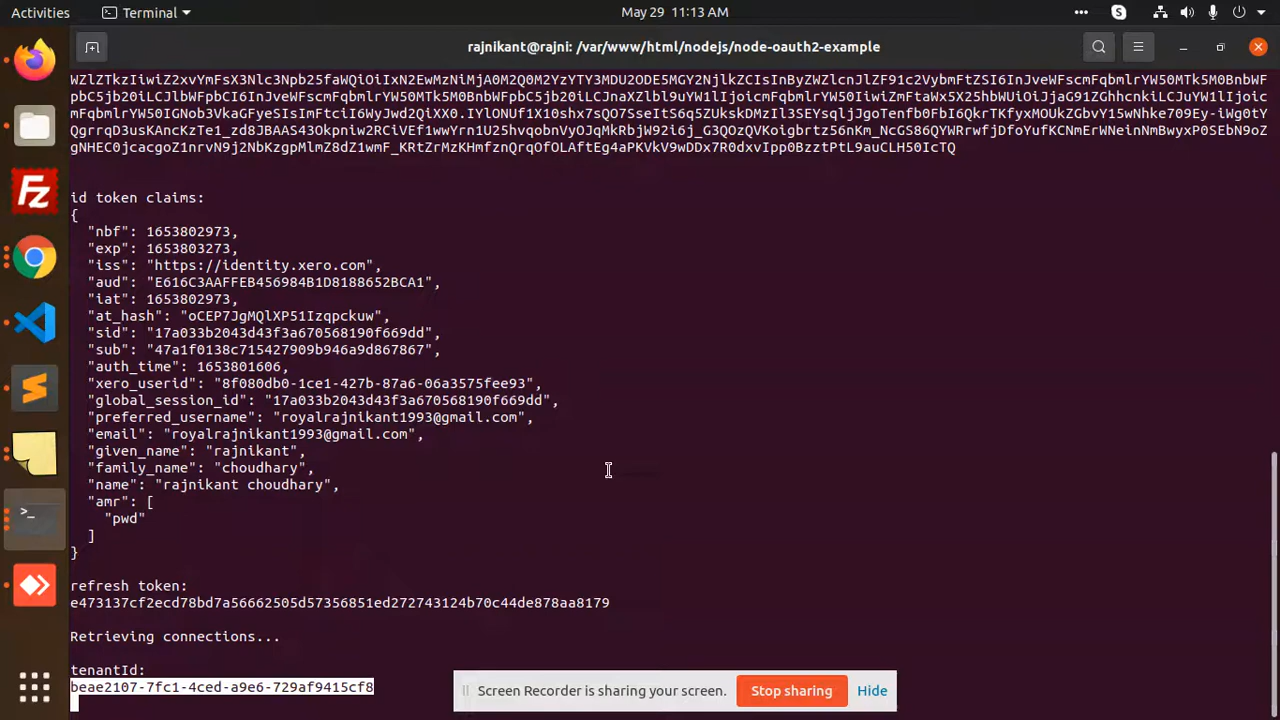 Activities
Terminal
May 29 11:13 AM
rajnikant@rajni: /var/www/html/nodejs/node-oauth2-example
id token claims:
{
"nbf": 1653802973,
"exp": 1653803273,
"iss": "https://identity.xero.com",
"aud": "E616C3AAFFEB456984B1D8188652BCA1",
"iat": 1653802973,
"at_hash": "oCEP7JgMQlXP51Izqpckuw",
"sid": "17a033b2043d43f3a670568190f669dd",
"sub": "47a1f0138c715427909b946a9d867867",
"auth_time": 1653801606,
"xero_userid": "8f080db0-1ce1-427b-87a6-06a3575fee93",
"global_session_id": "17a033b2043d43f3a670568190f669dd",
"preferred_username": "royalrajnikant1993@gmail.com",
"email": "royalrajnikant1993@gmail.com",
"given_name": "rajnikant",
"family_name": "choudhary",
"name": "rajnikant choudhary",
"amr": [
"pwd"
]
}
refresh token:
e473137cf2ecd78bd7a56662505d57356851ed272743124b70c44de878aa8179
Retrieving connections...
tenantId:
beae2107-7fc1-4ced-a9e6-729af9415cf8
Screen Recorder is sharing your screen.
Stop sharing
Hide